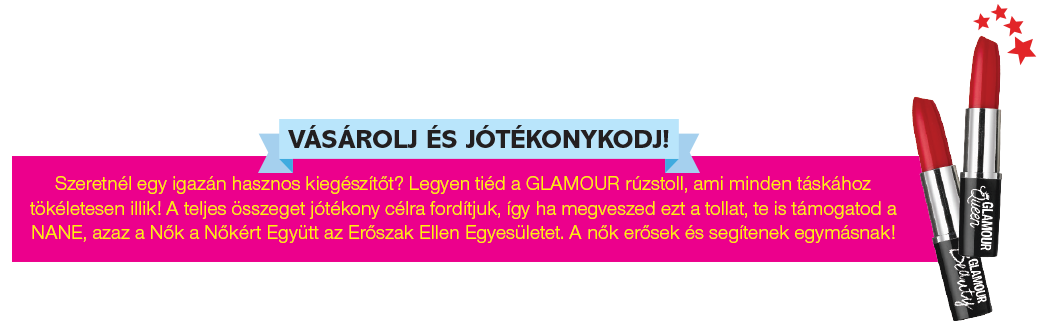 VÁSÁROLJ ÉS JÓTÉKONYKODJ!
Szeretnél egy igazán hasznos kiegészítőt? Legyen tiéd a GLAMOUR rúzstoll, ami minden táskához
tökéletesen illik! A teljes összeget jótékony célra fordítjuk, így ha megveszed ezt a tollat, te is támogatod a
NANE, azaz a Nők a Nőkért Együtt az Erőszak Ellen Egyesületet. A nők erősek és segítenek egymásnak!
GLAMOUR
Queen
GLAMOUR
Beauty